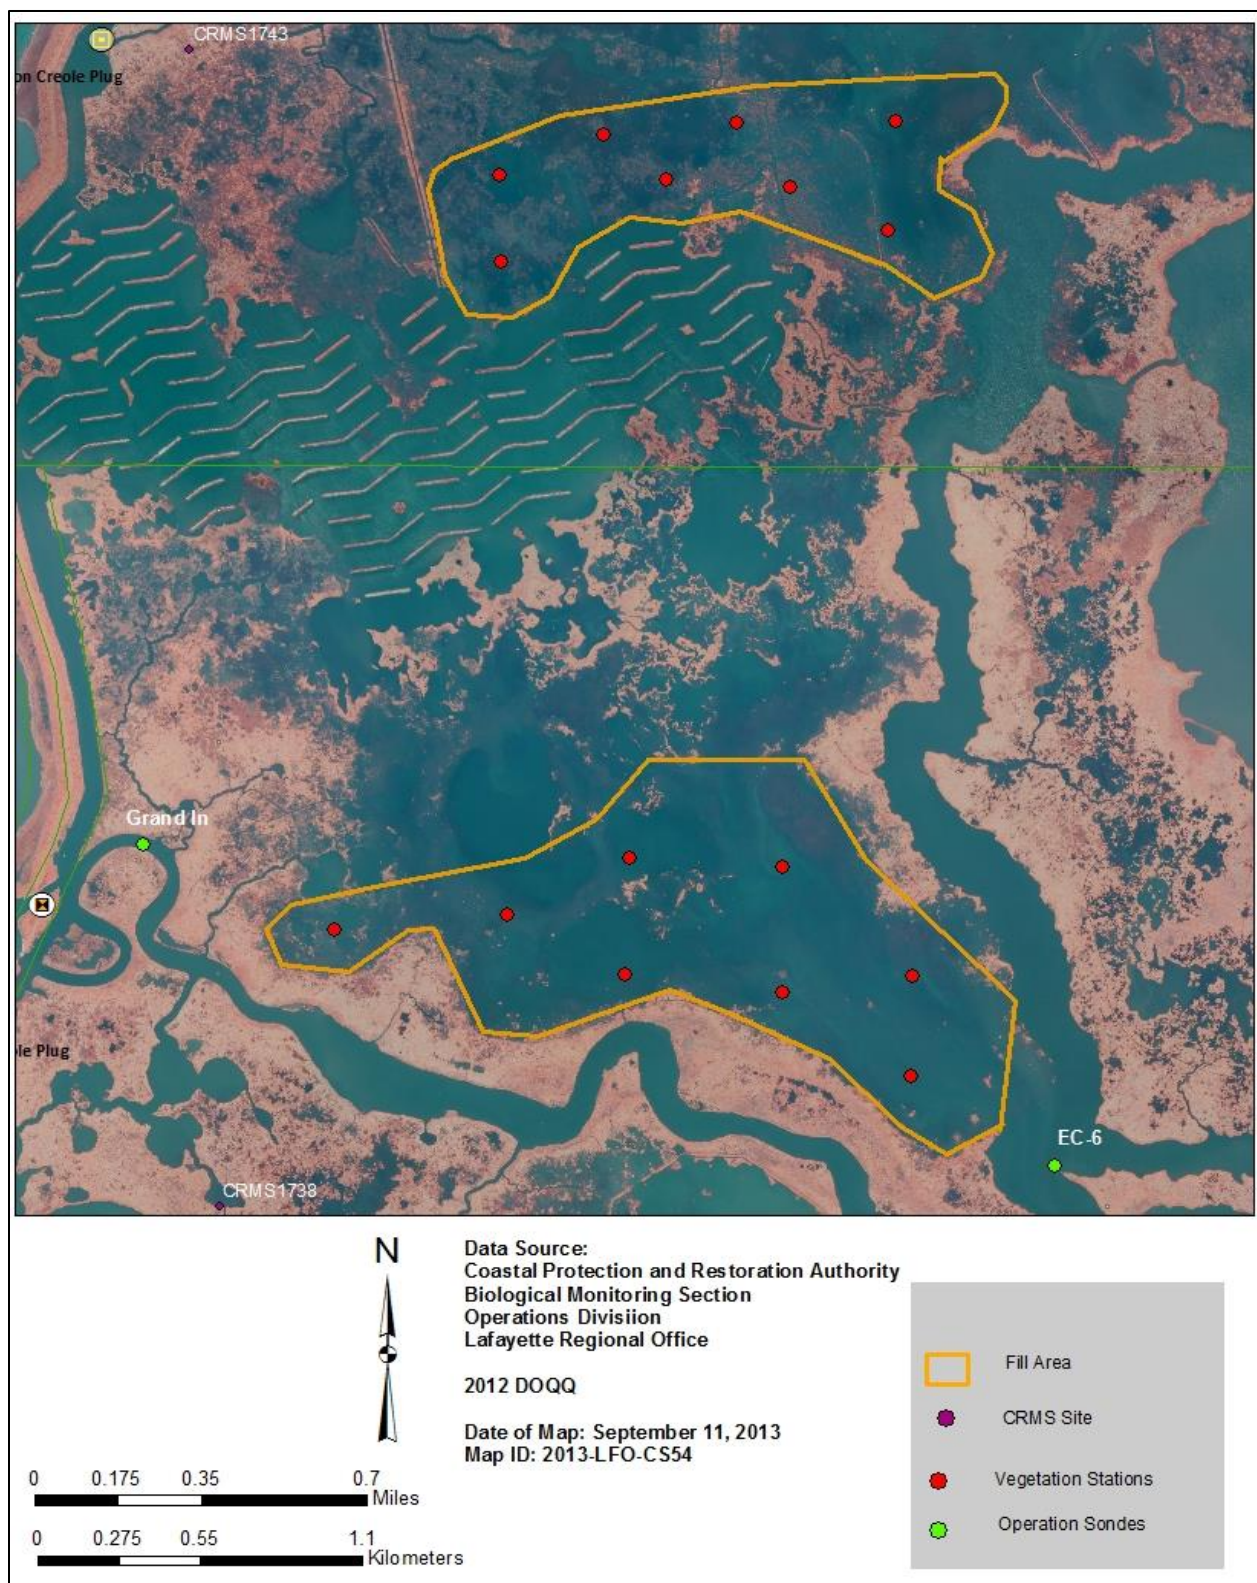 CRMS1743
on Creole Plug
Grand In
le Plug
EC-6
CRMS1738
N
Data Source:
Coastal Protection and Restoration Authority
Biological Monitoring Section
Operations Divisiion
Lafayette Regional Office
2012 DOQQ
Date of Map: September 11, 2013
Map ID: 2013-LFO-CS54
0 0.175 0.35 0.7
Miles
0 0.275 0.55 1.1
Kilometers
Fill Area
CRMS Site
Vegetation Stations
Operation Sondes